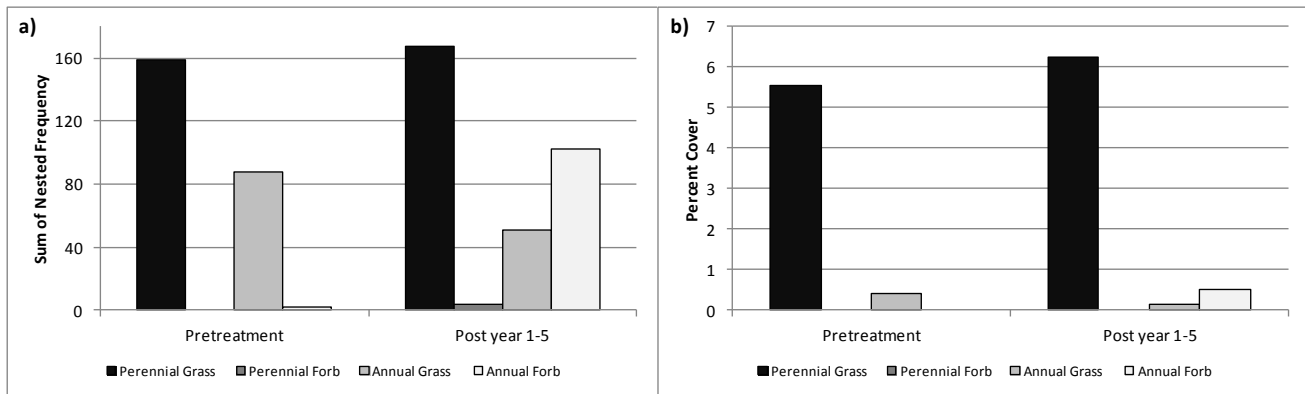 a)
Sum of Nested Frequency
160
120
80
40
0
Pretreatment
Post year 1-5
Perennial Grass
Perennial Forb
Annual Grass
Annual Forb
b)
Percent Cover
7
6
5
4
3
2
1
0
Pretreatment
Post year 1-5
Perennial Grass
Perennial Forb
Annual Grass
Annual Forb